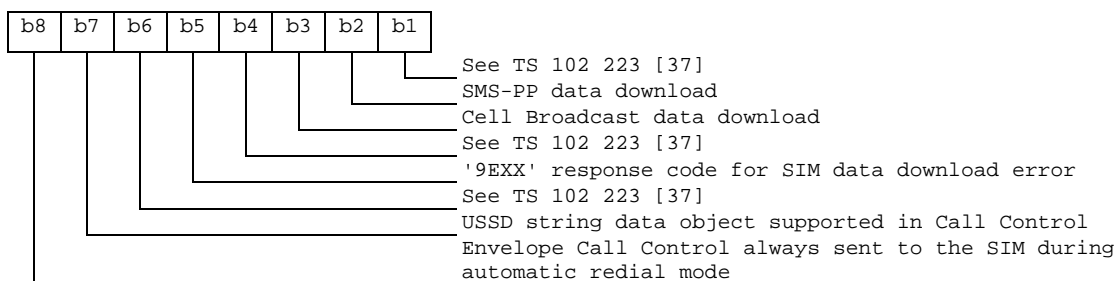 b8 b7 b6 b5 b4 b3 b2 b1
See TS 102 223 [37]
SMS-PP data download
Cell Broadcast data download
See TS 102 223 [37]
'9EXX' response code for SIM data download error
See TS 102 223 [37]
USSD string data object supported in Call Control
Envelope Call Control always sent to the SIM during
automatic redial mode